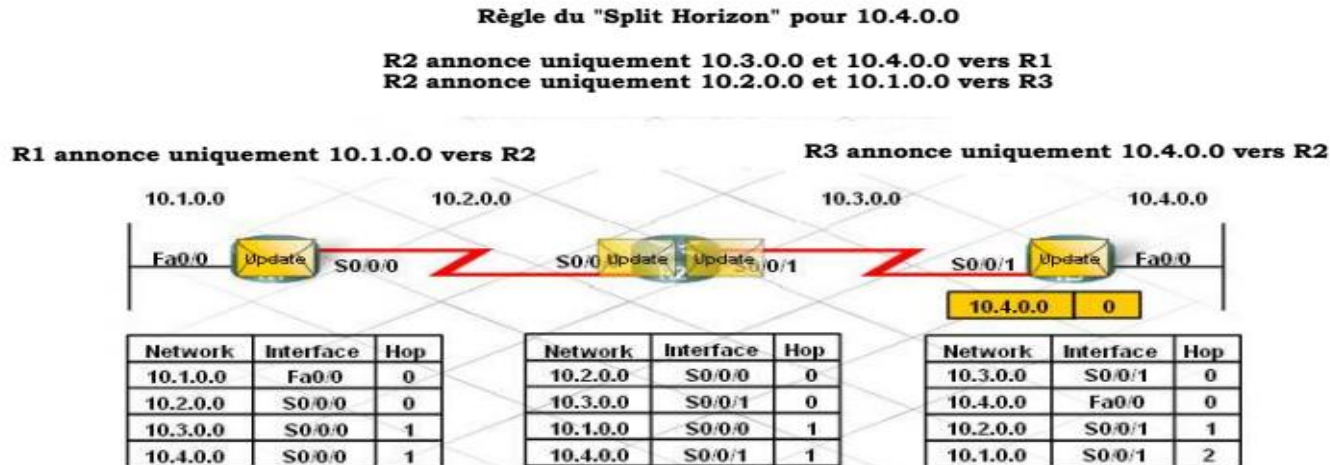 Règle du "Split Horizon" pour 10.4.0.0
R2 annonce uniquement 10.3.0.0 et 10.4.0.0 vers R1
R2 annonce uniquement 10.2.0.0 et 10.1.0.0 vers R3
R1 annonce uniquement 10.1.0.0 vers R2
R3 annonce uniquement 10.4.0.0 vers R2
10.1.0.0 10.2.0.0 10.3.0.0 10.4.0.0
Fa0/0 Update S0/0/0 S0/0 Update Update 0/1 S0/0/1 Update Fa0/0
R2
10.4.0.0 0
Network Interface Hop
10.1.0.0 Fa0/0 0
10.2.0.0 S0/0/0 0
10.3.0.0 S0/0/0 1
10.4.0.0 S0/0/0 1
Network Interface Hop
10.2.0.0 S0/0/0 0
10.3.0.0 S0/0/1 0
10.1.0.0 S0/0/0 1
10.4.0.0 S0/0/1 1
Network Interface Hop
10.3.0.0 S0/0/1 0
10.4.0.0 Fa0/0 0
10.2.0.0 S0/0/1 1
10.1.0.0 S0/0/1 2